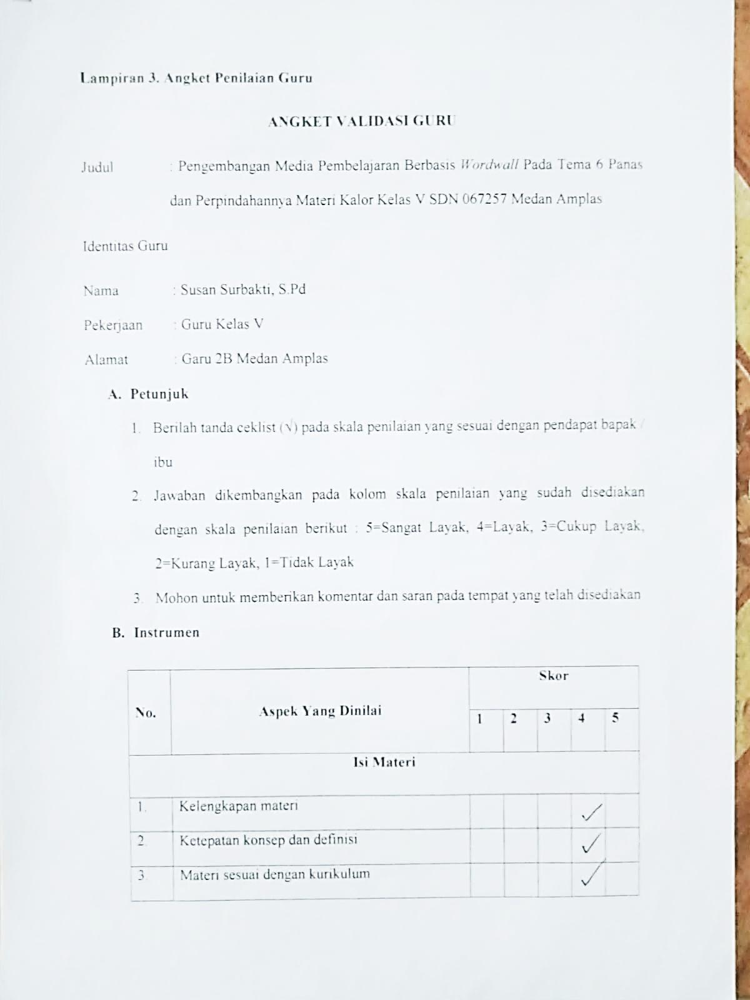 Lampiran 3. Angket Penilaian Guru
ANGKET VALIDASI GURU
Judul : Pengembangan Media Pembelajaran Berbasis Wordwall Pada Tema 6 Panas
dan Perpindahannya Materi Kalor Kelas V SDN 067257 Medan Amplas
Identitas Guru
Nama : Susan Surbakti, S.Pd
Pekerjaan : Guru Kelas V
Alamat : Garu 2B Medan Amplas
A. Petunjuk
1. Berilah tanda ceklist (√) pada skala penilaian yang sesuai dengan pendapat bapak /
ibu
2. Jawaban dikembangkan pada kolom skala penilaian yang sudah disediakan
dengan skala penilaian berikut : 5=Sangat Layak, 4=Layak, 3=Cukup Layak,
2=Kurang Layak, 1=Tidak Layak
3. Mohon untuk memberikan komentar dan saran pada tempat yang telah disediakan
B. Instrumen
No. Aspek Yang Dinilai Skor
1 2 3 4 5
Isi Materi
1. Kelengkapan materi ✓
2. Ketepatan konsep dan definisi ✓
3. Materi sesuai dengan kurikulum ✓